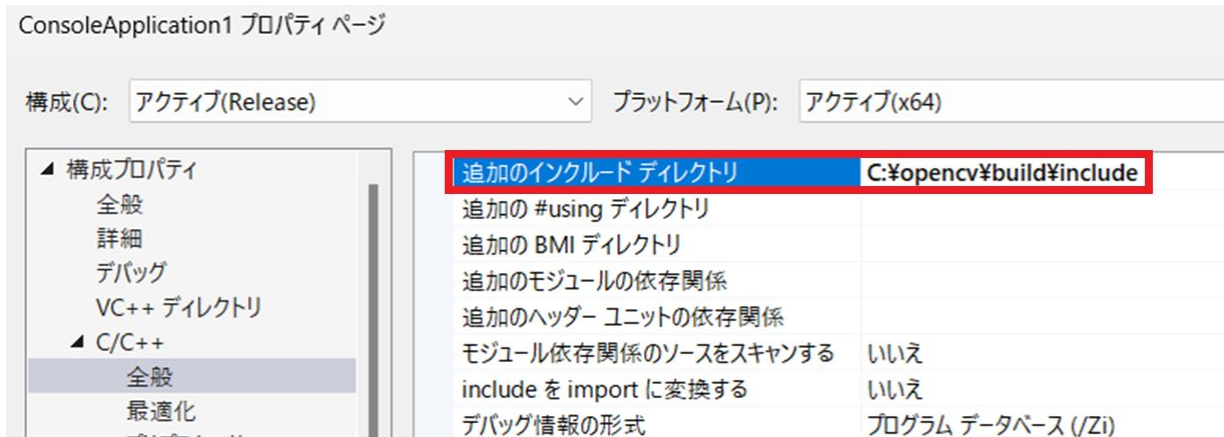 ConsoleApplication1 プロパティ ページ
構成(C): アクティブ(Release) プラットフォーム(P): アクティブ(x64)
構成プロパティ
全般
詳細
デバッグ
VC++ ディレクトリ
C/C++
全般
最適化
追加のインクルード ディレクトリ C:¥opencv¥build¥include
追加の #using ディレクトリ
追加の BMI ディレクトリ
追加のモジュールの依存関係
追加のヘッダー ユニットの依存関係
モジュール依存関係のソースをスキャンする いいえ
include を import に変換する いいえ
デバッグ情報の形式 プログラム データベース (/Zi)